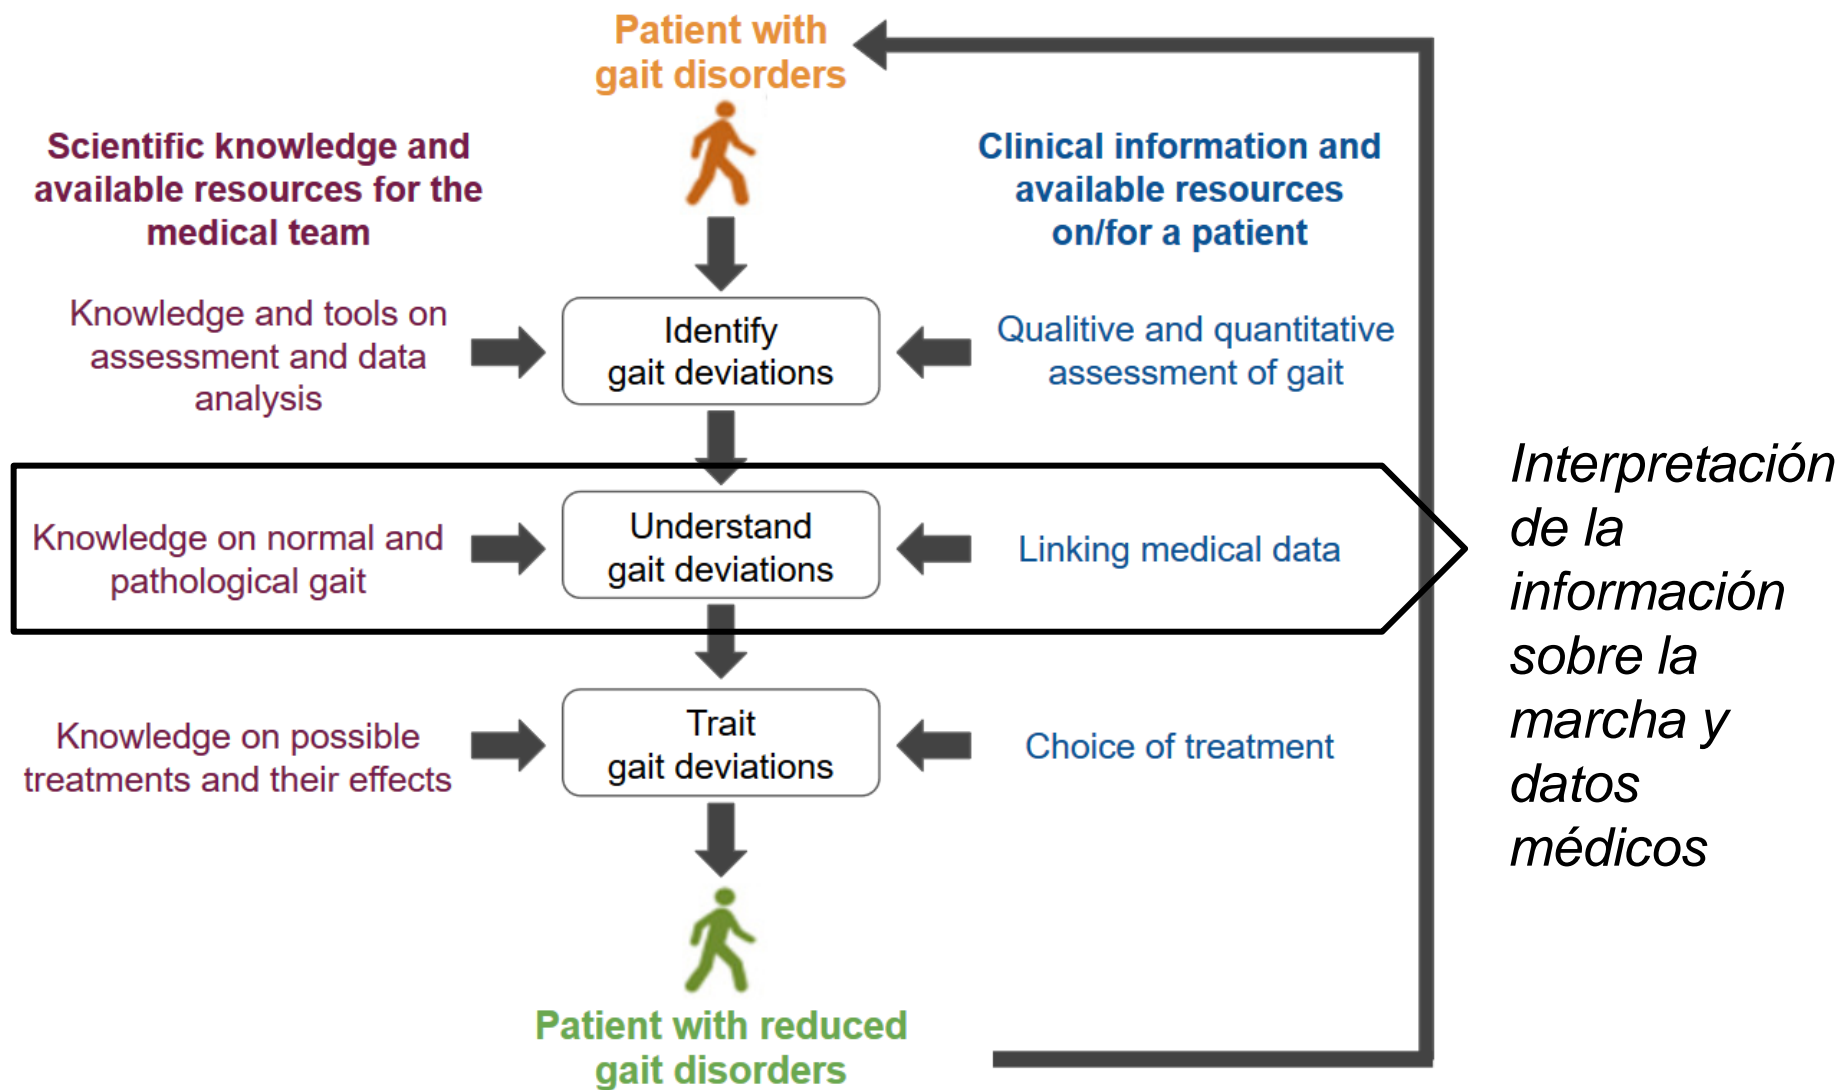 Patient with
gait disorders
Scientific knowledge and
available resources for the
medical team
Clinical information and
available resources
on/for a patient
Knowledge and tools on
assessment and data
analysis
Identify
gait deviations
Qualitive and quantitative
assessment of gait
Knowledge on normal and
pathological gait
Understand
gait deviations
Linking medical data
Interpretación
de la
información
sobre la
marcha y
datos
médicos
Knowledge on possible
treatments and their effects
Trait
gait deviations
Choice of treatment
Patient with reduced
gait disorders